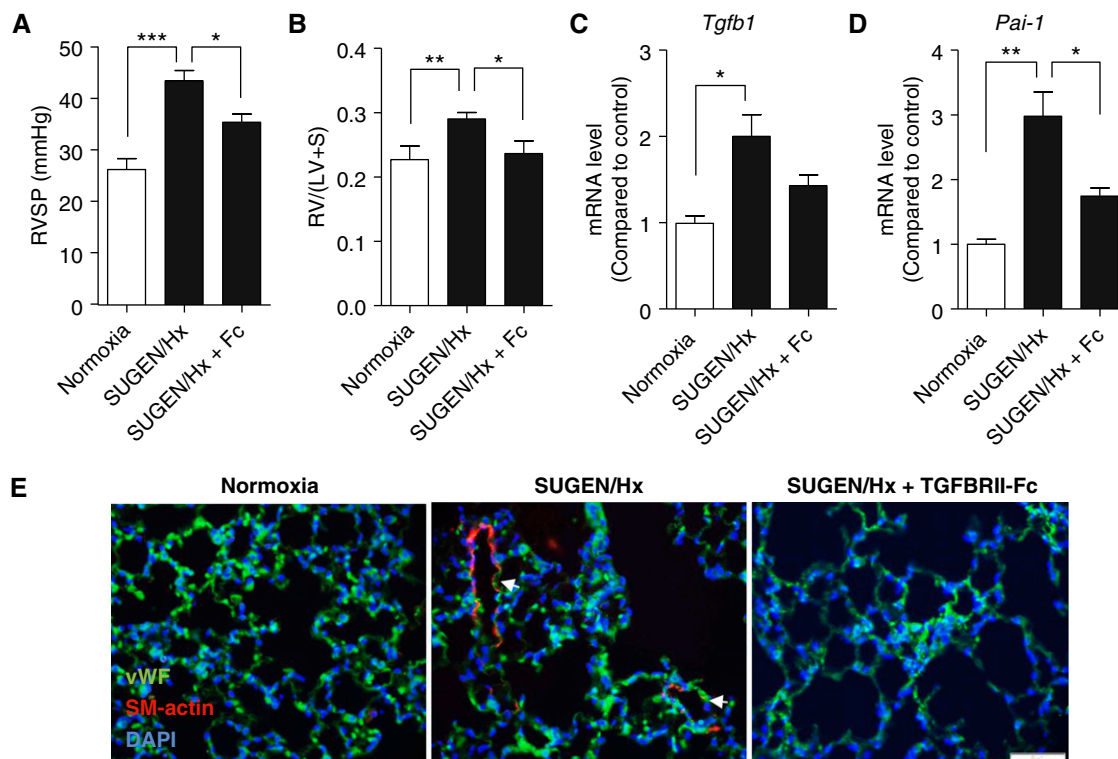 A
RVSP (mmHg)
50
40
30
20
10
0
***
*
Normoxia
SUGEN/Hx
SUGEN/Hx + Fc
B
RV/(LV+S)
0.4
0.3
0.2
0.1
0.0
**
*
Normoxia
SUGEN/Hx
SUGEN/Hx + Fc
C
Tgfb1
mRNA level
(Compared to control)
3
2
1
0
*
Normoxia
SUGEN/Hx
SUGEN/Hx + Fc
D
Pai-1
mRNA level
(Compared to control)
4
3
2
1
0
**
*
Normoxia
SUGEN/Hx
SUGEN/Hx + Fc
E
Normoxia
SUGEN/Hx
SUGEN/Hx + TGFBRII-Fc
vWF
SM-actin
DAPI